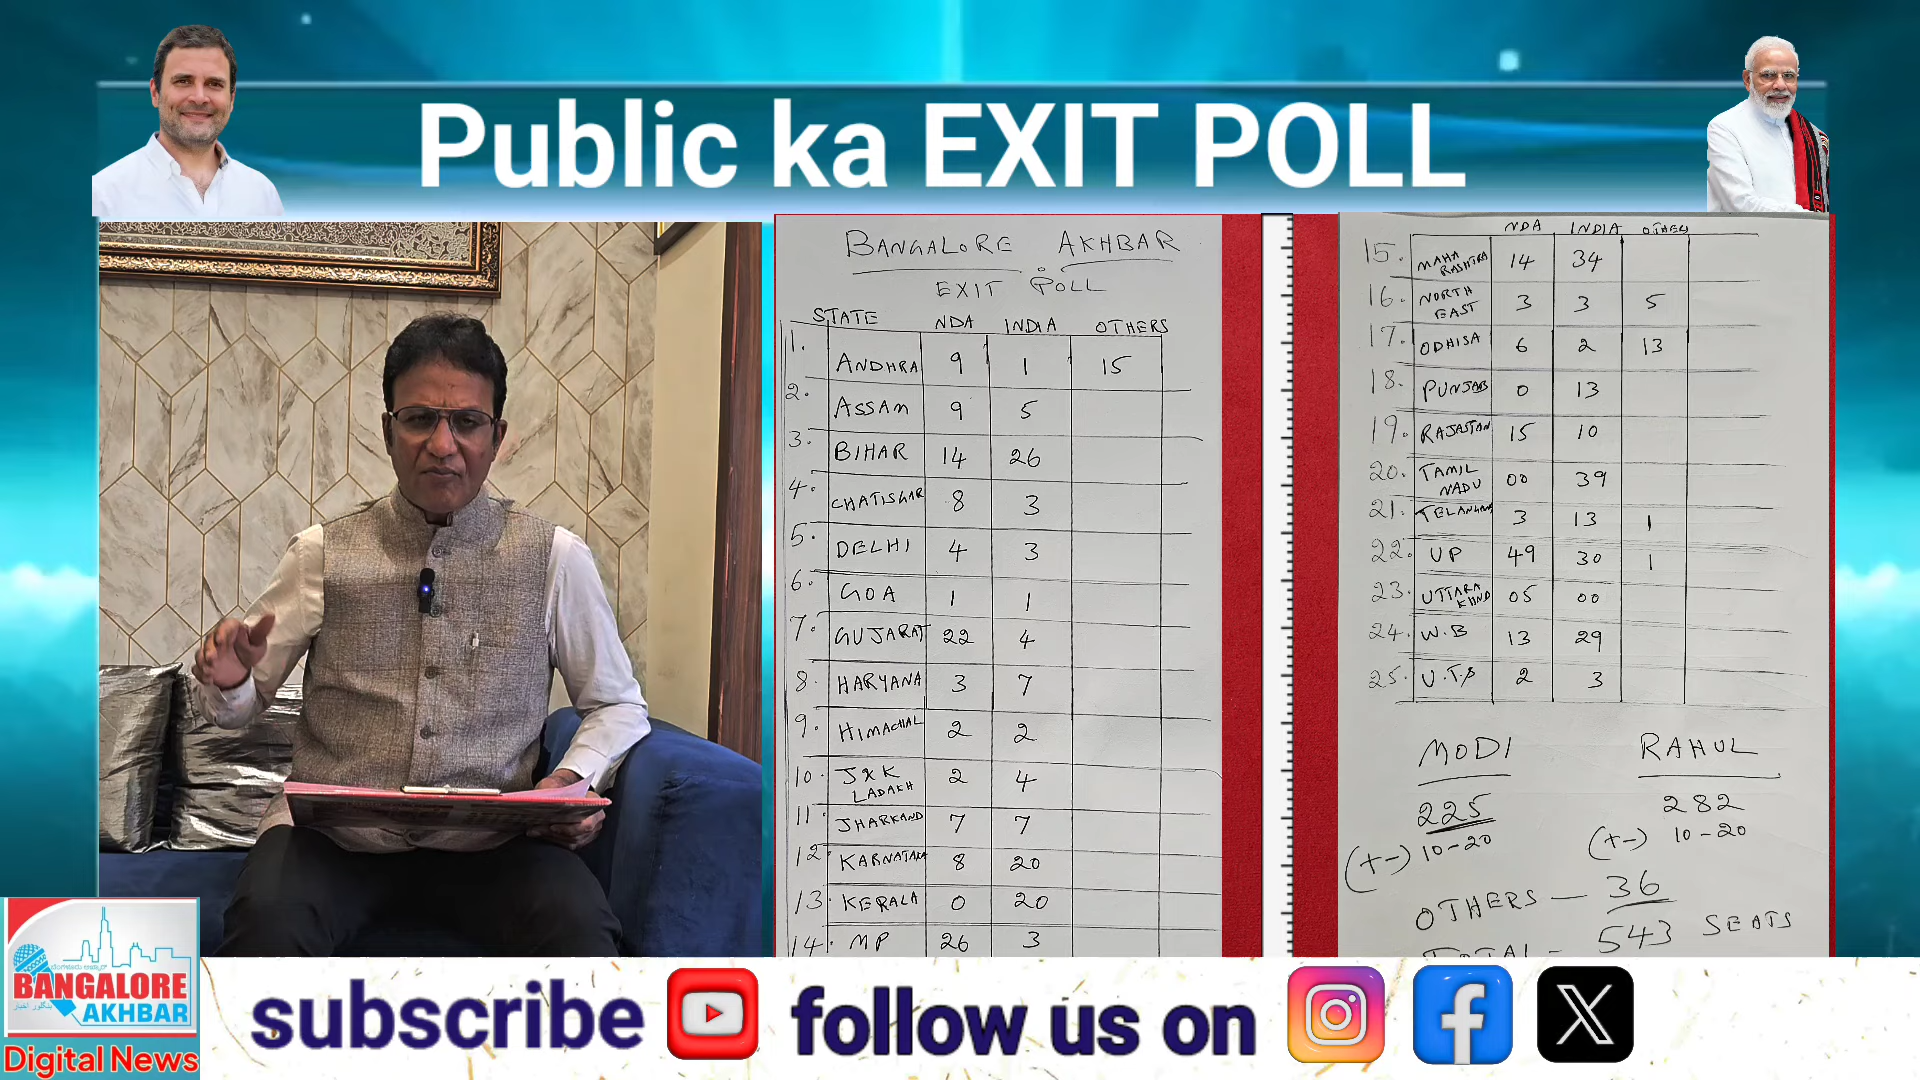 Public ka EXIT POLL
BANGALORE AKHBAR
EXIT POLL
STATE NDA INDIA OTHERS
1. ANDHRA 9 1 15
2. ASSAM 9 5
3. BIHAR 14 26
4. CHATISGAR 8 3
5. DELHI 4 3
6. GOA 1 1
7. GUJARAT 22 4
8. HARYANA 3 7
9. HIMACHAL 2 2
10. J&K LADAKH 2 4
11. JHARKAND 7 7
12. KARNATAKA 8 20
13. KERALA 0 20
14. MP 26 3
NDA INDIA OTHERS
15. MAHA RASHTRA 14 34
16. NORTH EAST 3 3 5
17. ODHISA 6 2 13
18. PUNJAB 0 13
19. RAJASTAN 15 10
20. TAMIL NADU 00 39
21. TELANGANA 3 13 1
22. UP 49 30 1
23. UTTARA KHND 05 00
24. W.B 13 29
25. U.T.S 2 3
MODI RAHUL
225 282
(+-) 10-20 (+-) 10-20
OTHERS — 36
TOTAL - 543 SEATS
BANGALORE
AKHBAR
Digital News
subscribe follow us on